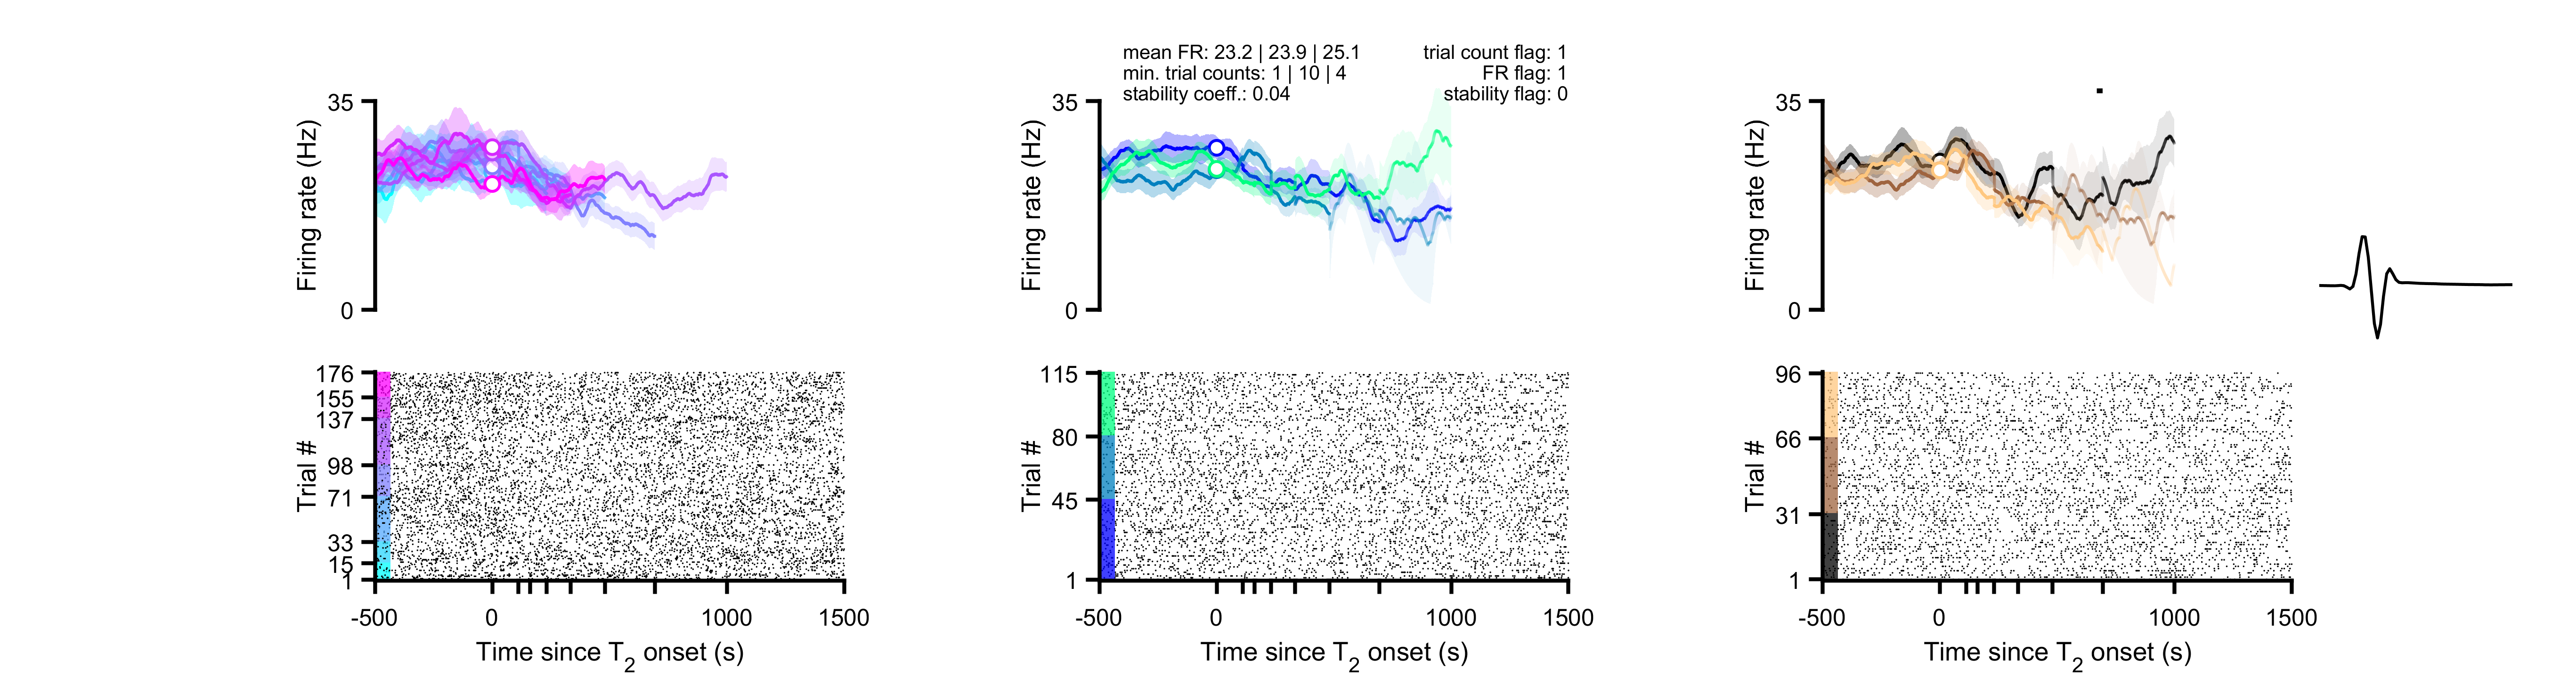 mean FR: 23.2 | 23.9 | 25.1
min. trial counts: 1 | 10 | 4
stability coeff.: 0.04
trial count flag: 1
FR flag: 1
stability flag: 0
35
Firing rate (Hz)
0
35
Firing rate (Hz)
0
35
Firing rate (Hz)
0
176
155
137
98
71
33
15
1
Trial #
-500 0 1000 1500
Time since T2 onset (s)
115
80
45
1
Trial #
-500 0 1000 1500
Time since T2 onset (s)
96
66
31
1
Trial #
-500 0 1000 1500
Time since T2 onset (s)